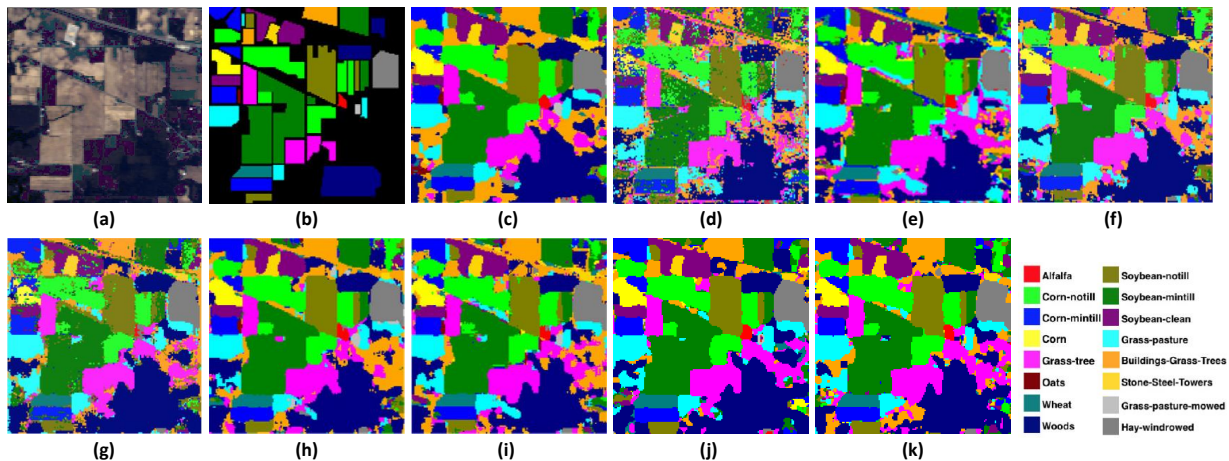 (a) (b) (c) (d) (e) (f)
Alfalfa Soybean-notill
Corn-notill Soybean-mintill
Corn-mintill Soybean-clean
Corn Grass-pasture
Grass-tree Buildings-Grass-Trees
Oats Stone-Steel-Towers
Wheat Grass-pasture-mowed
Woods Hay-windrowed
(g) (h) (i) (j) (k)